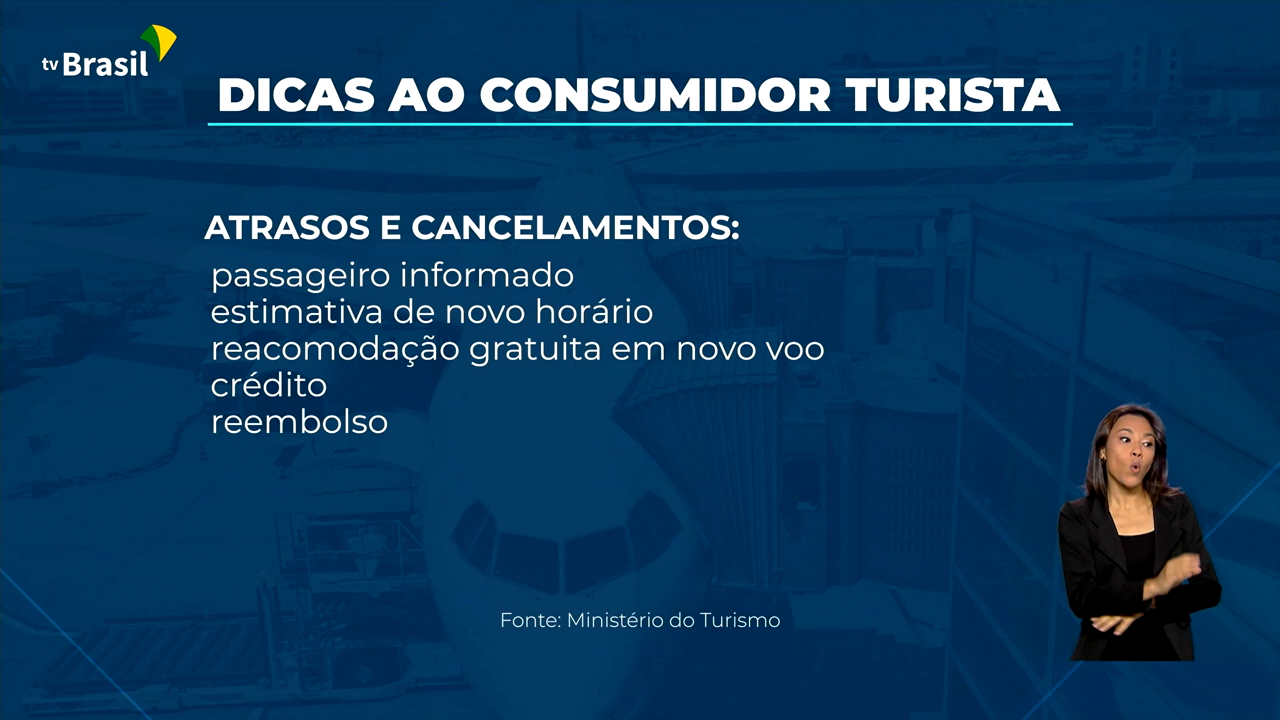 tv Brasil
DICAS AO CONSUMIDOR TURISTA
ATRASOS E CANCELAMENTOS:
passageiro informado
estimativa de novo horário
reacomodação gratuita em novo voo
crédito
reembolso
Fonte: Ministério do Turismo